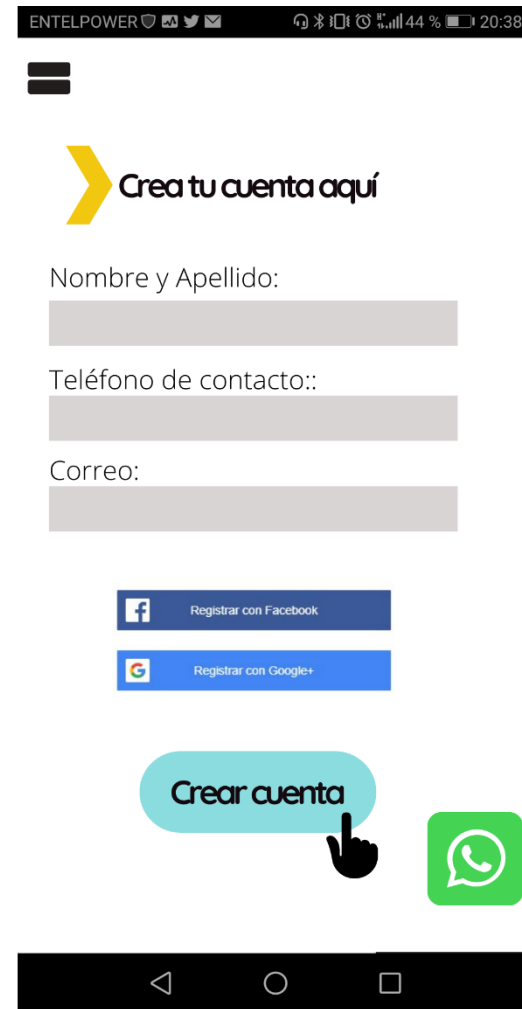 ENTELPOWER 44 % 20:38
Crea tu cuenta aquí
Nombre y Apellido:
Teléfono de contacto::
Correo:
Registrar con Facebook
Registrar con Google+
Crear cuenta